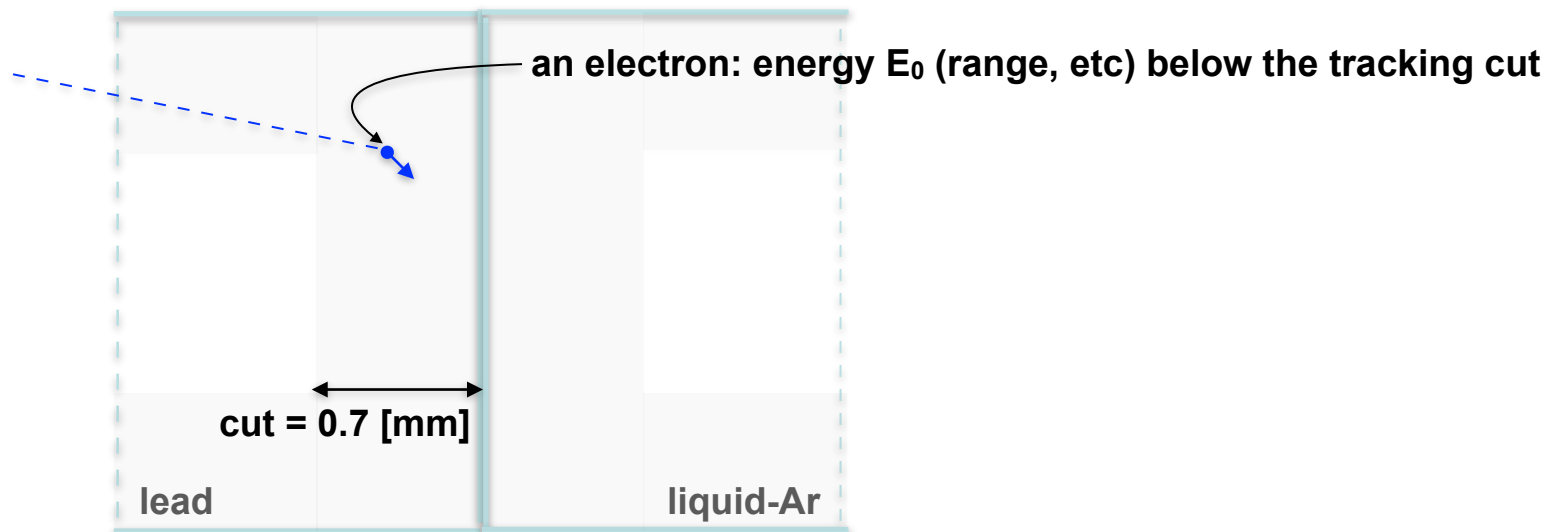 an electron: energy E₀ (range, etc) below the tracking cut
cut = 0.7 [mm]
lead
liquid-Ar